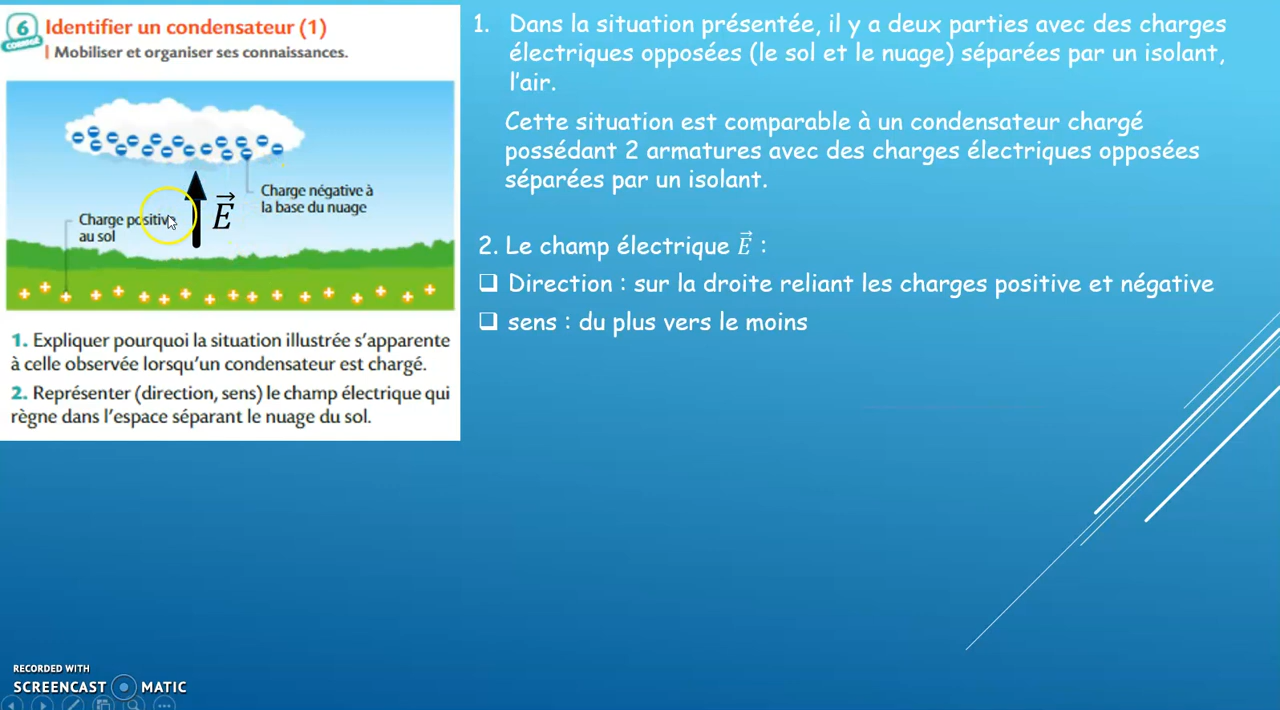 6
CORRIGÉ
Identifier un condensateur (1)
Mobiliser et organiser ses connaissances.
Charge négative à
la base du nuage
E
Charge positive
au sol
1. Expliquer pourquoi la situation illustrée s'apparente
à celle observée lorsqu'un condensateur est chargé.
2. Représenter (direction, sens) le champ électrique qui
règne dans l'espace séparant le nuage du sol.
1. Dans la situation présentée, il y a deux parties avec des charges
électriques opposées (le sol et le nuage) séparées par un isolant,
l'air.
Cette situation est comparable à un condensateur chargé
possédant 2 armatures avec des charges électriques opposées
séparées par un isolant.
2. Le champ électrique E⃗ :
❑ Direction : sur la droite reliant les charges positive et négative
❑ sens : du plus vers le moins
RECORDED WITH
SCREENCAST MATIC